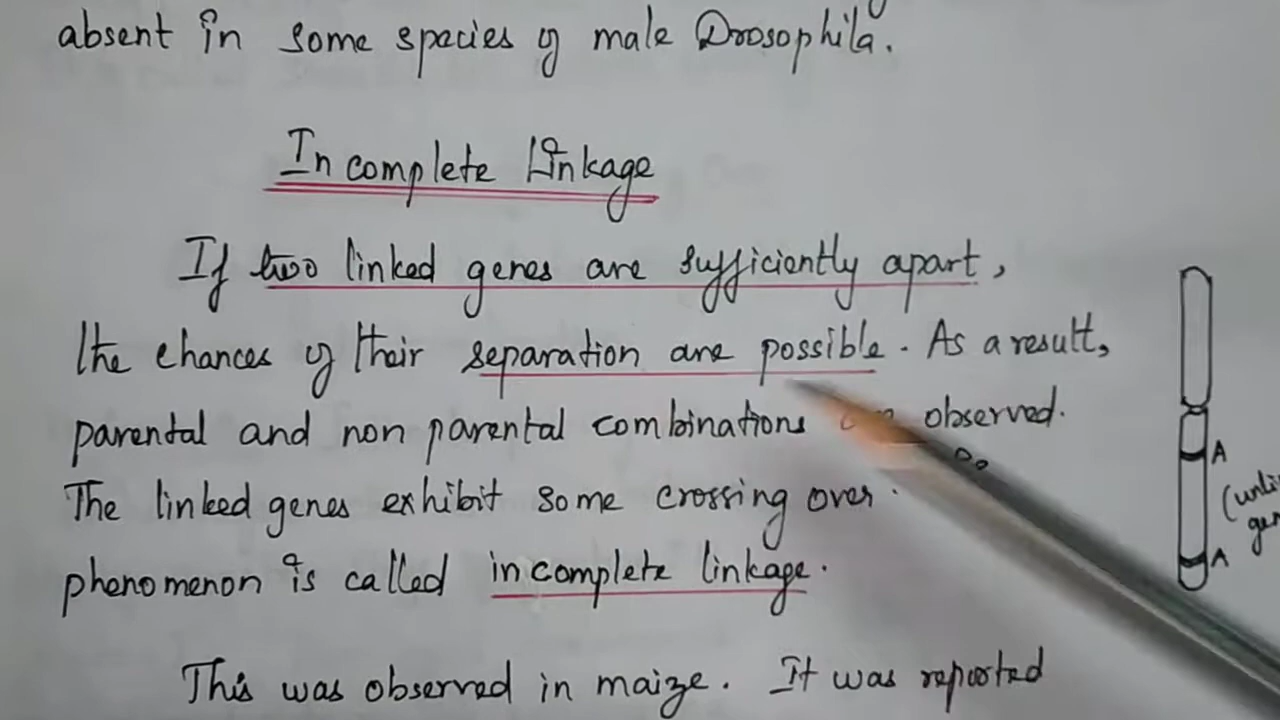 absent in some species of male Drosophila.
Incomplete Linkage
If two linked genes are sufficiently apart,
the chances of their separation are possible. As a result,
parental and non parental combinations observed.
The linked genes exhibit some crossing over.
phenomenon is called incomplete linkage.
This was observed in maize. It was reported
A
A